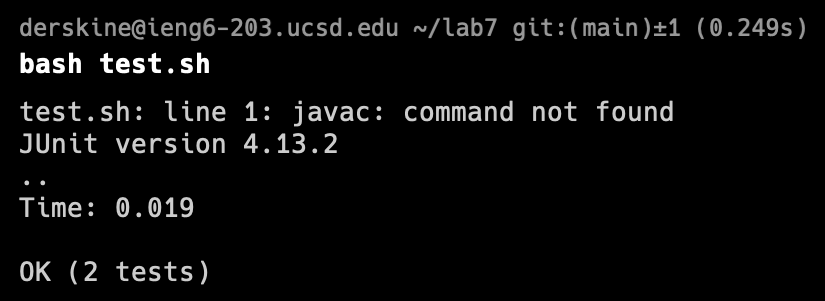 derskine@ieng6-203.ucsd.edu ~/lab7 git:(main)±1 (0.249s)
bash test.sh
test.sh: line 1: javac: command not found
JUnit version 4.13.2
..
Time: 0.019
OK (2 tests)